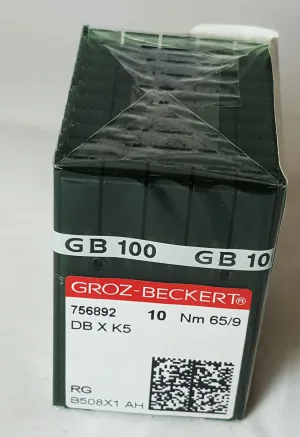 GB 100 GB 10
GROZ-BECKERT®
756892 10 Nm 65/9
DB X K5
RG
B508X1 AH